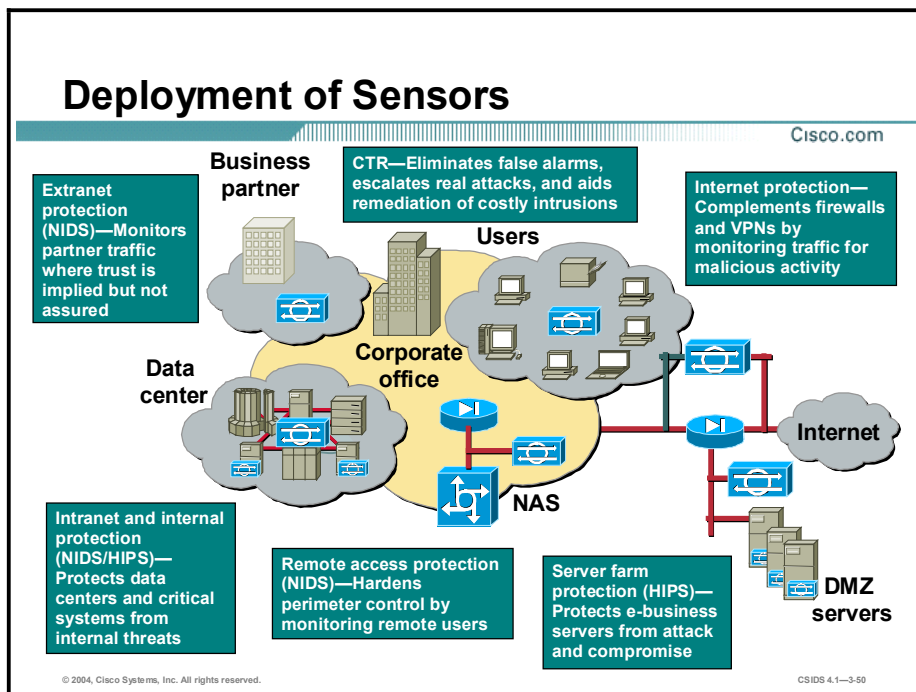 Deployment of Sensors
Cisco.com
Business
partner
CTR—Eliminates false alarms,
escalates real attacks, and aids
remediation of costly intrusions
Extranet
protection
(NIDS)—Monitors
partner traffic
where trust is
implied but not
assured
Internet protection—
Complements firewalls
and VPNs by
monitoring traffic for
malicious activity
Users
Corporate
office
Data
center
Internet
NAS
DMZ
servers
Intranet and internal
protection
(NIDS/HIPS)—
Protects data
centers and critical
systems from
internal threats
Remote access protection
(NIDS)—Hardens
perimeter control by
monitoring remote users
Server farm
protection (HIPS)—
Protects e-business
servers from attack
and compromise
© 2004, Cisco Systems, Inc. All rights reserved.
CSIDS 4.1—3-50